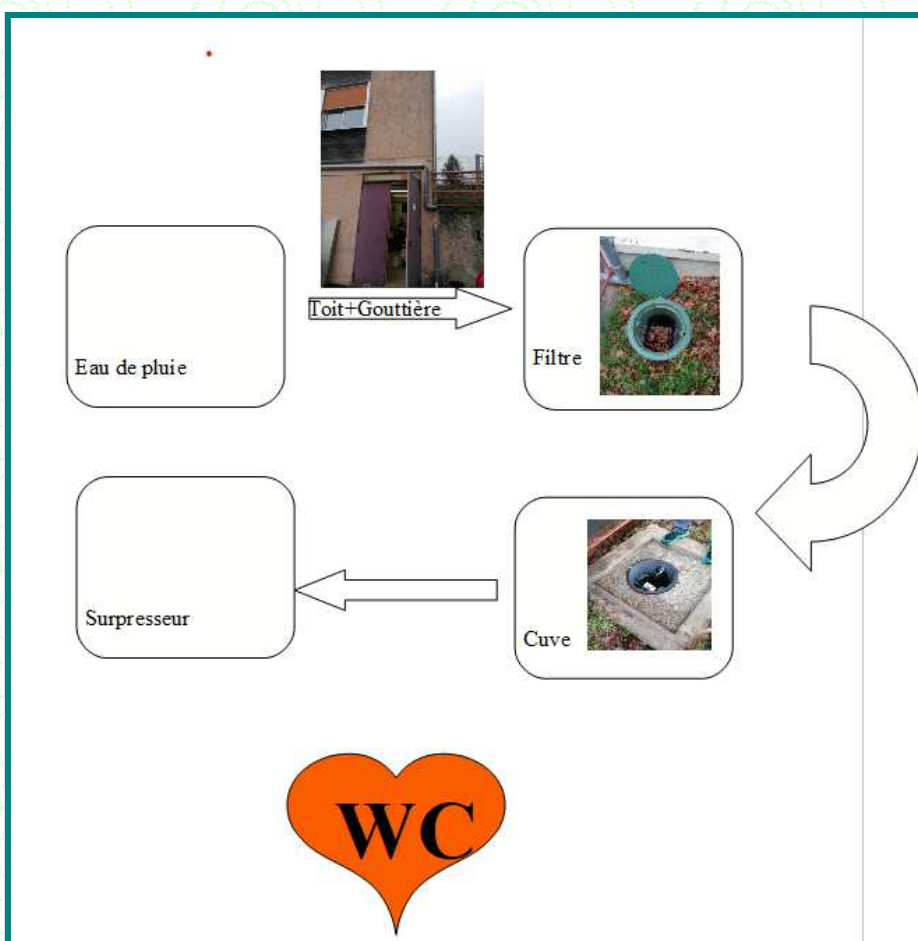 Toit+Gouttière
Eau de pluie
Filtre
Surpresseur
Cuve
WC